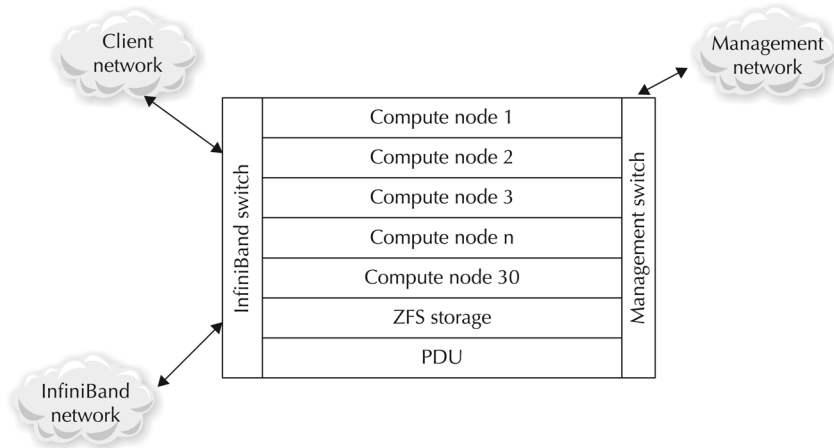 Client
network
Management
network
Compute node 1
Compute node 2
Compute node 3
Compute node n
Compute node 30
ZFS storage
PDU
InfiniBand switch
Management switch
InfiniBand
network